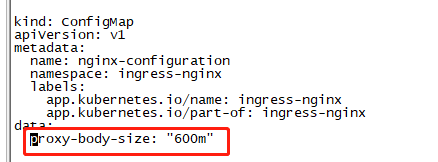 kind: ConfigMap
apiVersion: v1
metadata:
  name: nginx-configuration
  namespace: ingress-nginx
  labels:
    app.kubernetes.io/name: ingress-nginx
    app.kubernetes.io/part-of: ingress-nginx
data:
  proxy-body-size: "600m"